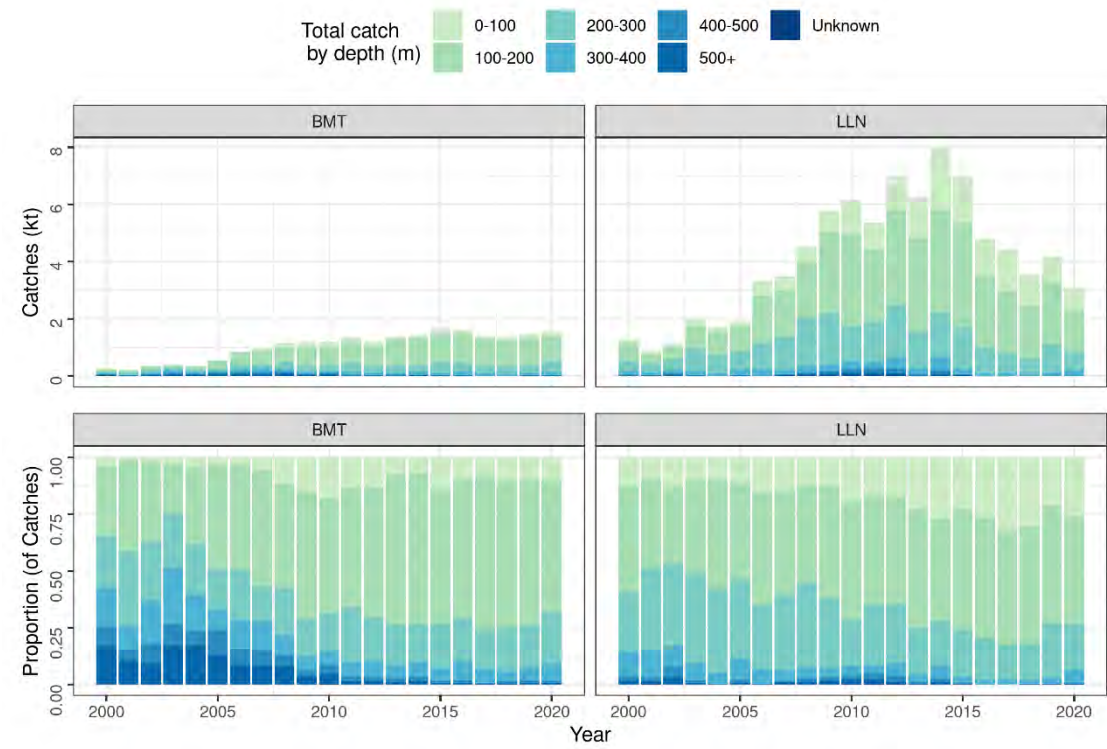 Total catch by depth (m)
0-100 200-300 400-500 Unknown
100-200 300-400 500+
BMT LLN
Catches (kt)
8
6
4
2
0
BMT LLN
Proportion (of Catches)
1.00
0.75
0.50
0.25
0.00
2000 2005 2010 2015 2020 2000 2005 2010 2015 2020
Year